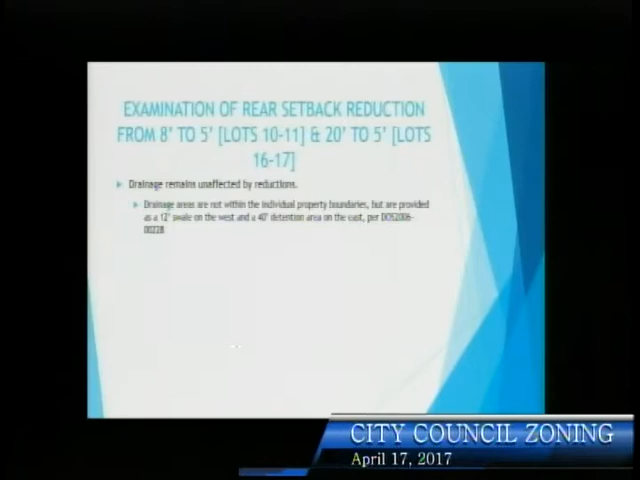 EXAMINATION OF REAR SETBACK REDUCTION
FROM 8' TO 5' [LOTS 10-11] & 20' TO 5' [LOTS
16-17]
Drainage remains unaffected by reductions.
Drainage areas are not within the individual property boundaries, but are provided
as a 12' swale on the west and a 40' detention area on the east, per DOS2006-
CITY COUNCIL ZONING
April 17, 2017